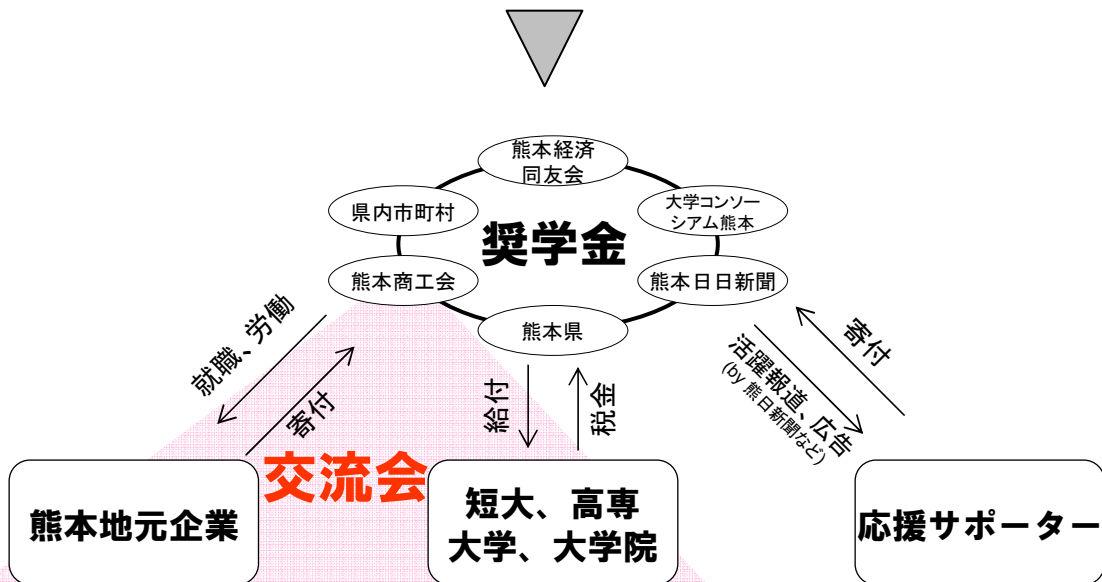 熊本経済
同友会
県内市町村
大学コンソー
シアム熊本
奨学金
熊本商工会
熊本日日新聞
熊本県
就職、労働
寄付
給付
税金
活躍報道、広告
(by 熊日新聞など)
寄付
交流会
熊本地元企業
短大、高専
大学、大学院
応援サポーター